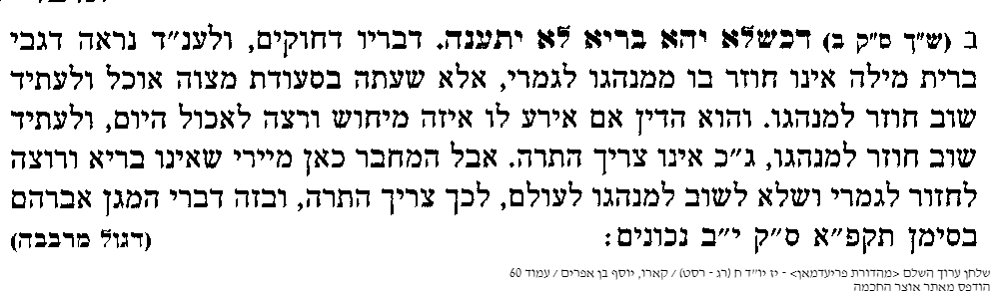 ב (ש״ך ס״ק ב) דכשלא יהא בריא לא יתענה. דבריו דחוקים, ולענ״ד נראה דגבי
ברית מילה אינו חוזר בו ממנהגו לגמרי, אלא שעתה בסעודת מצוה אוכל ולעתיד
שוב חוזר למנהגו. והוא הדין אם אירע לו איזה מיחוש ורצה לאכול היום, ולעתיד
שוב חוזר למנהגו, ג״כ אינו צריך התרה. אבל המחבר כאן מיירי שאינו בריא ורוצה
לחזור לגמרי ושלא לשוב למנהגו לעולם, לכך צריך התרה, ובזה דברי המגן אברהם
בסימן תקפ״א ס״ק י״ב נכונים: (דגול מרבבה)
שלחן ערוך השלם <מהדורת פריעדמאן> - יז יו״ד ח (רג - רסט) / קארו, יוסף בן אפרים / עמוד 60
הודפס מאתר אוצר החכמה